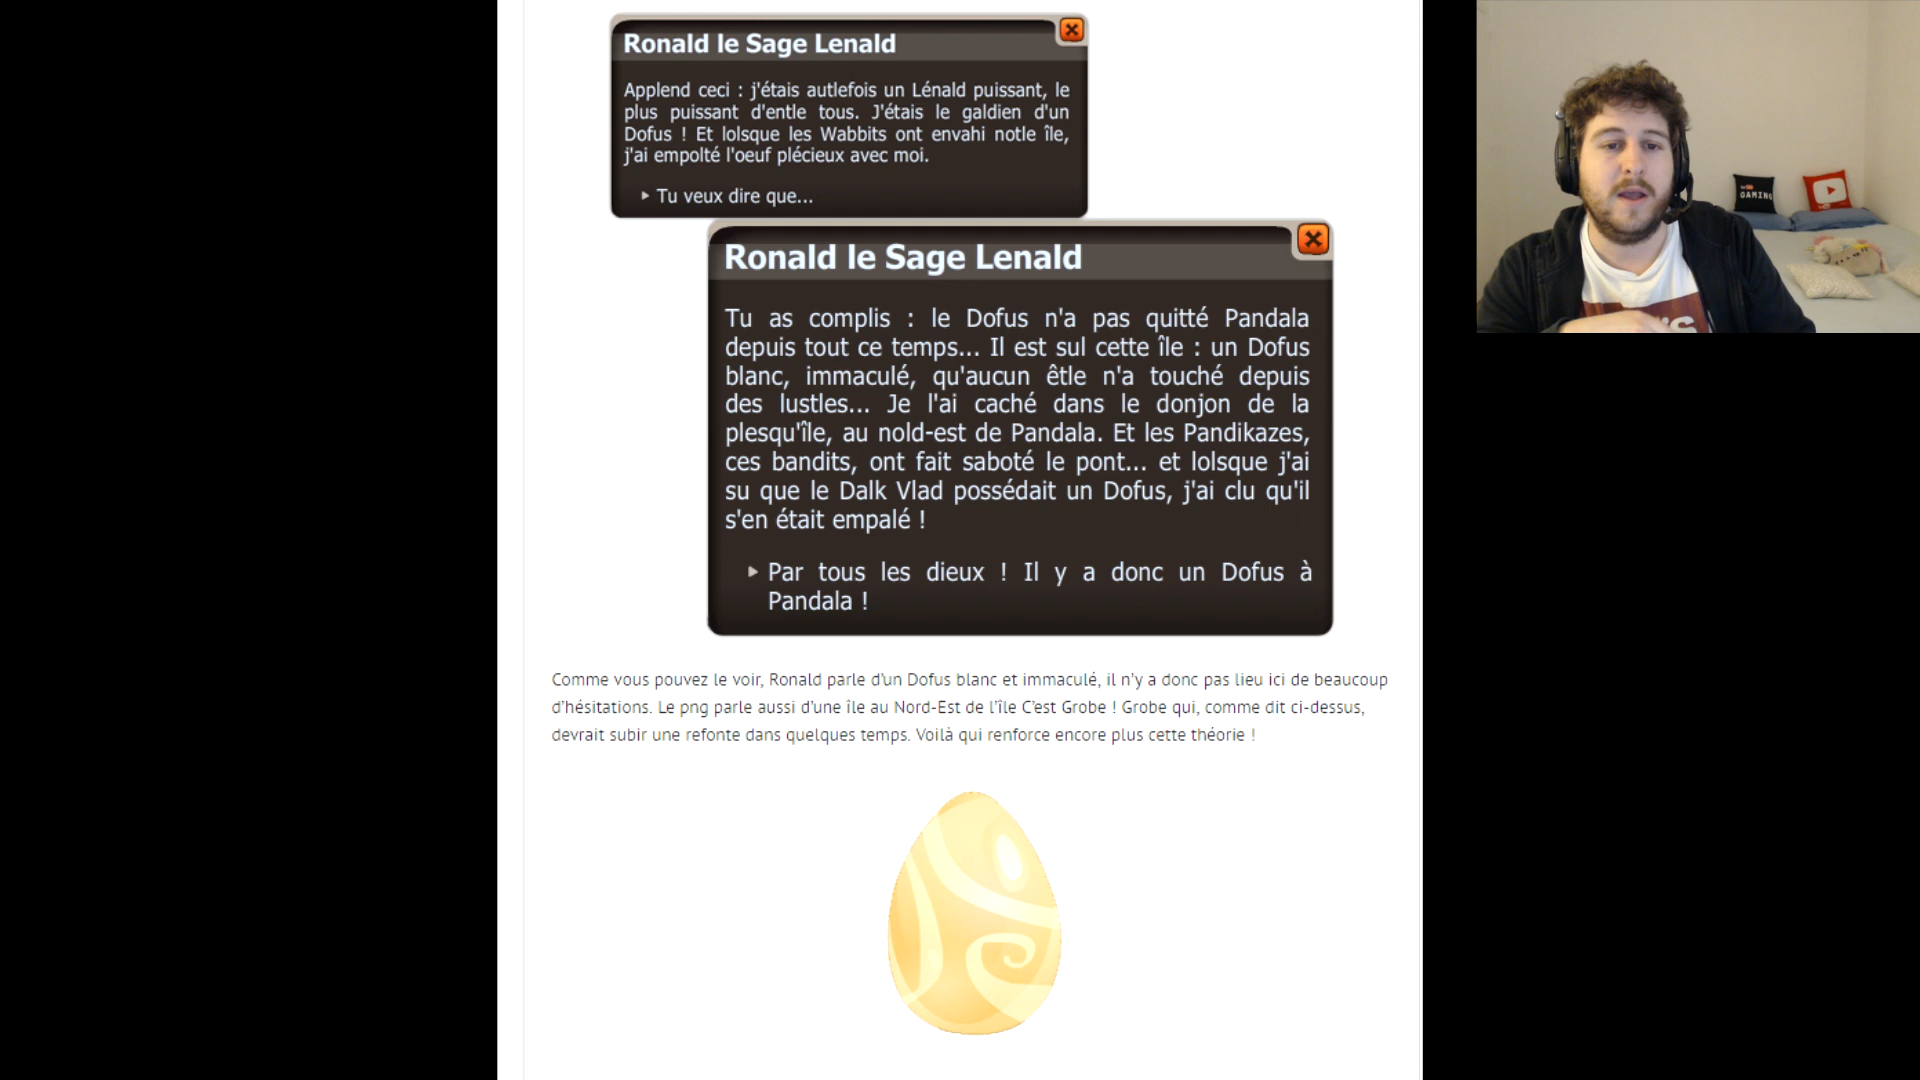 Ronald le Sage Lenald
Applend ceci : j'étais autlefois un Lénald puissant, le
plus puissant d'entle tous. J'étais le galdien d'un
Dofus ! Et lolsque les Wabbits ont envahi notle île,
j'ai empolté l'oeuf plécieux avec moi.
Tu veux dire que...
Ronald le Sage Lenald
Tu as complis : le Dofus n'a pas quitté Pandala
depuis tout ce temps... Il est sul cette île : un Dofus
blanc, immaculé, qu'aucun êtle n'a touché depuis
des lustles... Je l'ai caché dans le donjon de la
plesqu'île, au nold-est de Pandala. Et les Pandikazes,
ces bandits, ont fait saboté le pont... et lolsque j'ai
su que le Dalk Vlad possédait un Dofus, j'ai clu qu'il
s'en était empalé !
Par tous les dieux ! Il y a donc un Dofus à
Pandala !
Comme vous pouvez le voir, Ronald parle d'un Dofus blanc et immaculé, il n'y a donc pas lieu ici de beaucoup
d'hésitations. Le png parle aussi d'une île au Nord-Est de l'île C'est Grobe ! Grobe qui, comme dit ci-dessus,
devrait subir une refonte dans quelques temps. Voilà qui renforce encore plus cette théorie !
GAMING